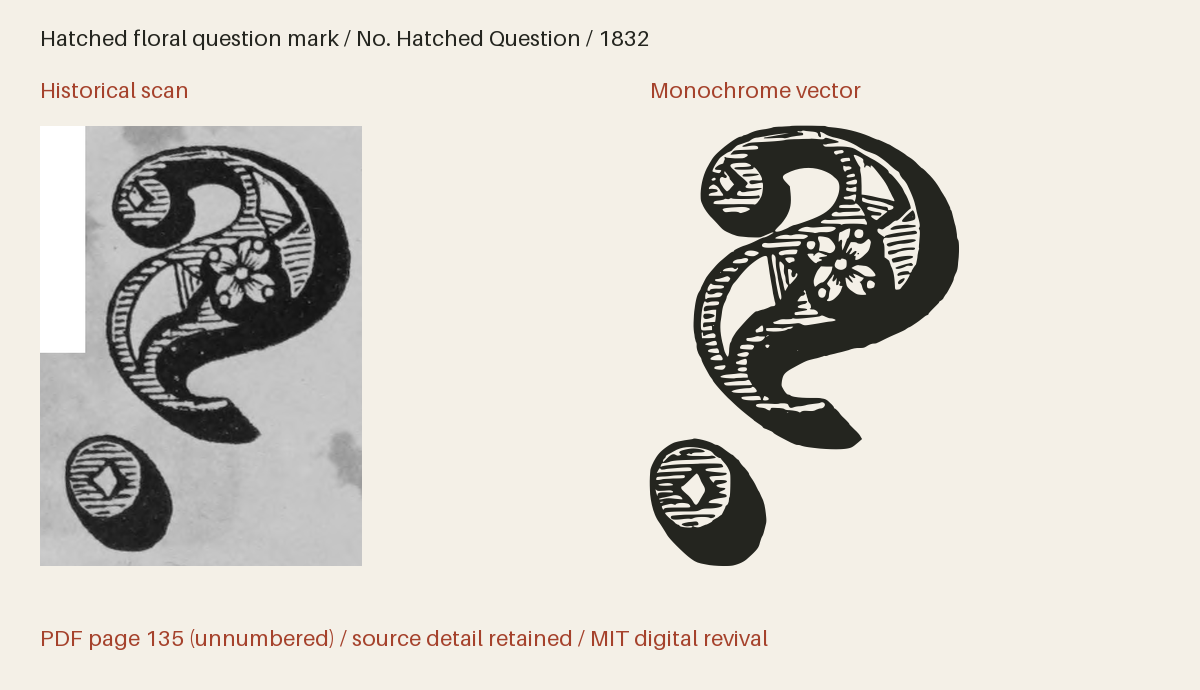 Hatched floral question mark / No. Hatched Question / 1832
Historical scan
Monochrome vector
?
?
PDF page 135 (unnumbered) / source detail retained / MIT digital revival